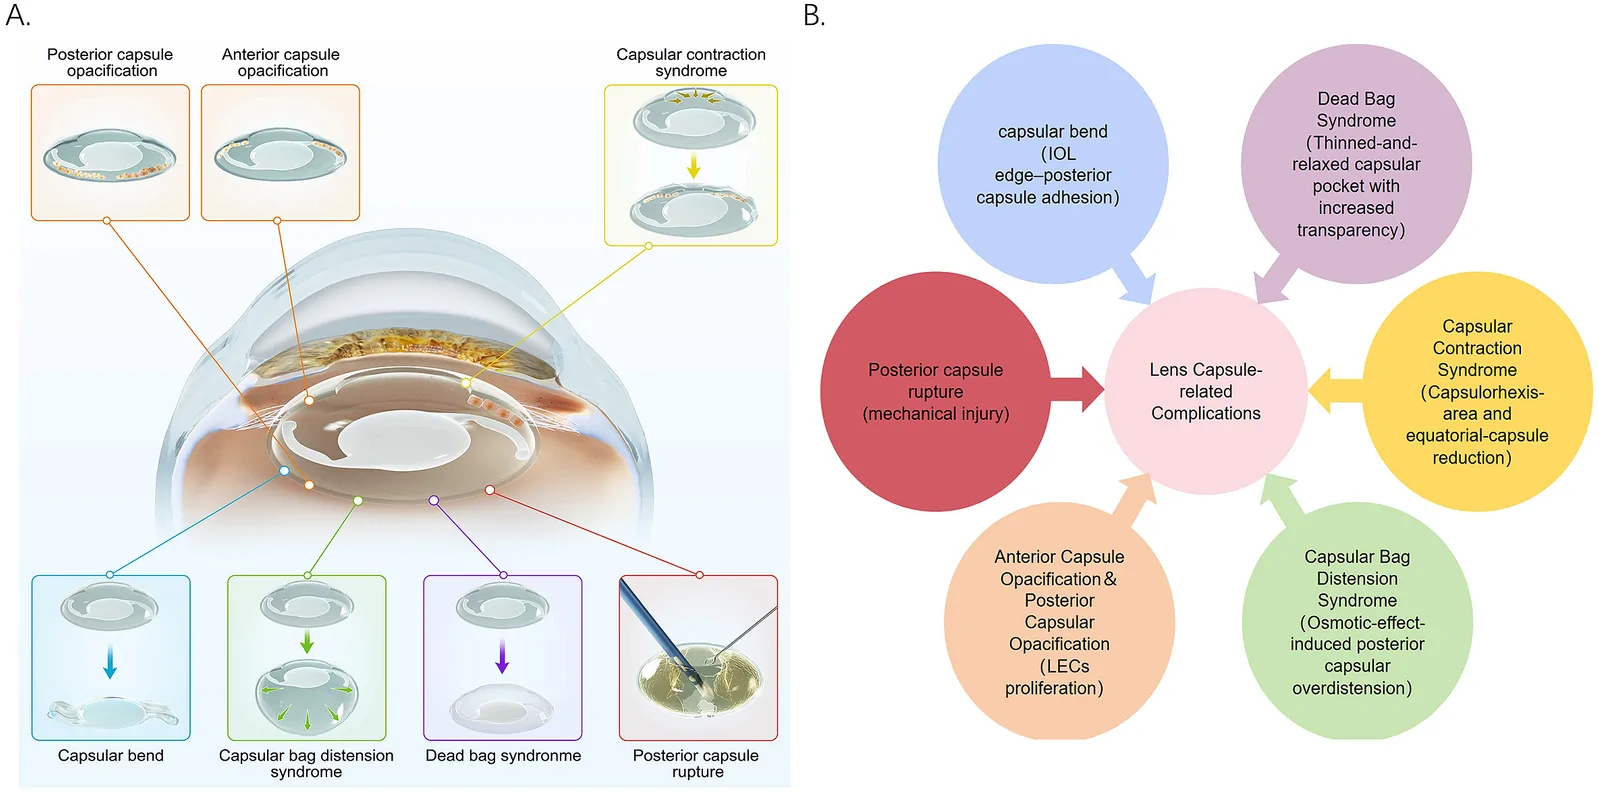 A.
Posterior capsule
opacification
Anterior capsule
opacification
Capsular contraction
syndrome
Capsular bend
Capsular bag distension
syndrome
Dead bag syndronme
Posterior capsule
rupture
B.
capsular bend
(IOL
edge–posterior
capsule adhesion)
Dead Bag
Syndrome
(Thinned-and-
relaxed capsular
pocket with
increased
transparency)
Posterior capsule
rupture
(mechanical injury)
Lens Capsule-
related
Complications
Capsular
Contraction
Syndrome
(Capsulorhexis-
area and
equatorial-capsule
reduction)
Anterior Capsule
Opacification&
Posterior
Capsular
Opacification
(LECs
proliferation)
Capsular Bag
Distension
Syndrome
(Osmotic-effect-
induced posterior
capsular
overdistension)